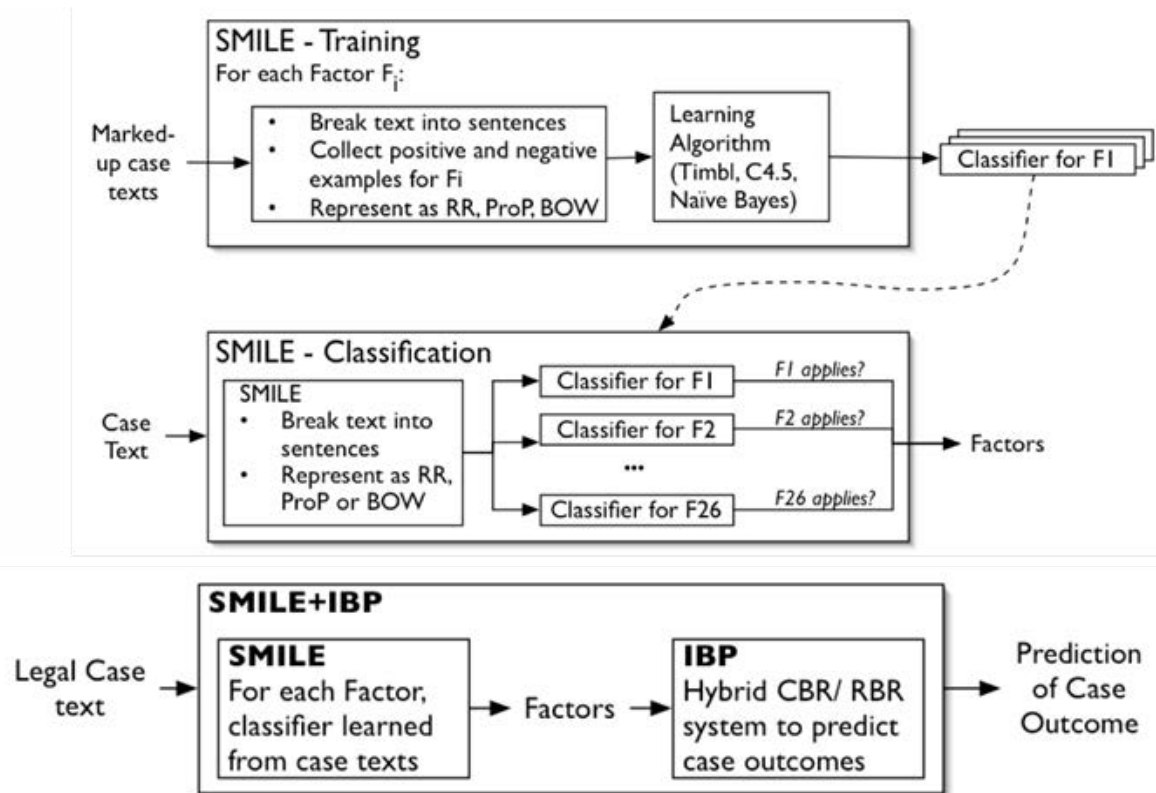 SMILE - Training
For each Factor Fi:
Marked-
up case
texts
• Break text into sentences
• Collect positive and negative
examples for Fi
• Represent as RR, ProP, BOW
Learning
Algorithm
(Timbl, C4.5,
Naïve Bayes)
Classifier for F1
SMILE - Classification
Case
Text
SMILE
• Break text into
sentences
• Represent as RR,
ProP or BOW
Classifier for F1
F1 applies?
Classifier for F2
F2 applies?
...
Classifier for F26
F26 applies?
Factors
SMILE+IBP
Legal Case
text
SMILE
For each Factor,
classifier learned
from case texts
Factors
IBP
Hybrid CBR/ RBR
system to predict
case outcomes
Prediction
of Case
Outcome